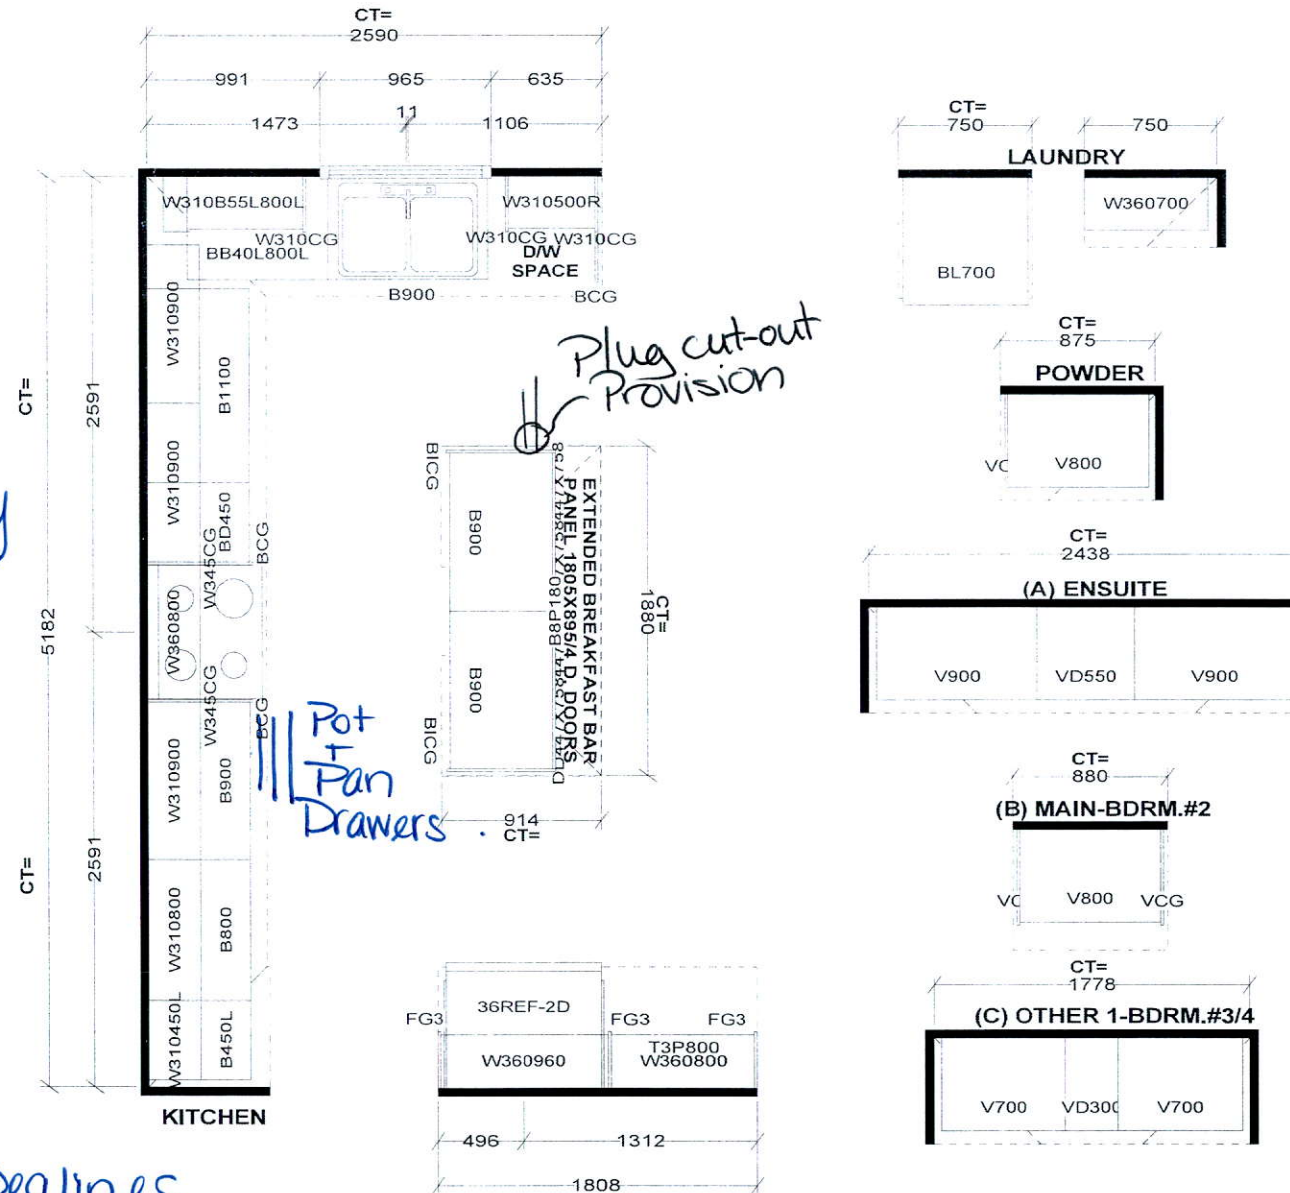 CT=
2590
991
965
635
1473
11
1106
W310B55L800L
W310500R
W310CG
W310CG
W310CG
BB40L800L
D/W
SPACE
B900
BCG
CT=
5182
CT=
2591
2591
W310900
B1100
W310900
BD450
W345CG
BCG
W360800
W345CG
BCG
W310900
B900
W310800
B800
W310450L
B450L
KITCHEN
Plug cut-out
Provision
BICG
B900
B900
BICG
EXTENDED BREAKFAST BAR
PANEL 1805X895/4 D. DOORS
CT=
1880
914
CT=
Pot
+
Pan
Drawers.
36REF-2D
FG3
FG3
FG3
W360960
T3P800
W360800
496
1312
1808
CT=
750
750
LAUNDRY
W360700
BL700
CT=
875
POWDER
V800
CT=
2438
(A) ENSUITE
V900
VD550
V900
CT=
880
(B) MAIN-BDRM.#2
V800
VCG
CT=
1778
(C) OTHER 1-BDRM.#3/4
V700
VD300
V700